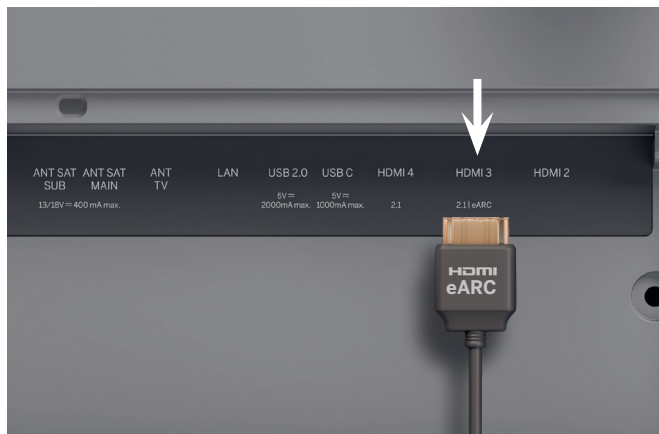 ANT SAT ANT SAT ANT LAN USB 2.0 USB C HDMI 4 HDMI 3 HDMI 2
SUB MAIN TV
13/18V ⎓ 400 mA max. 5V ⎓ 2000mA max. 5V ⎓ 1000mA max. 2.1 2.1 | eARC
HDMI
eARC